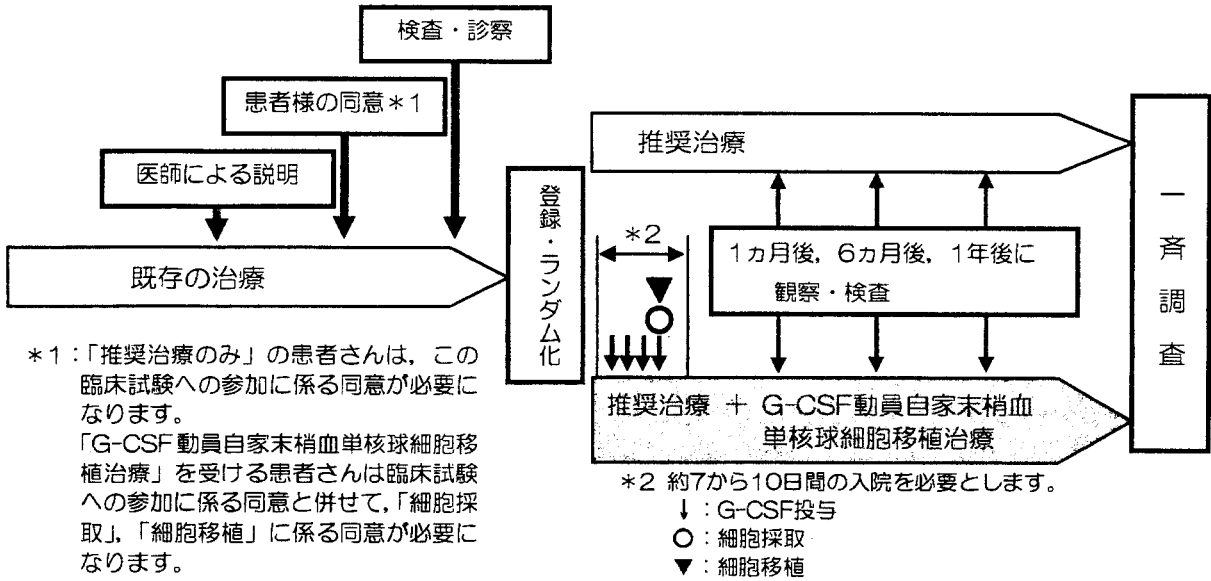 検査・診察
患者様の同意＊1
医師による説明
既存の治療
登録・ランダム化
推奨治療
＊2
1カ月後，6カ月後，1年後に
観察・検査
推奨治療 ＋ G-CSF動員自家末梢血
単核球細胞移植治療
一斉調査
＊1：「推奨治療のみ」の患者さんは，この
臨床試験への参加に係る同意が必要に
なります。
「G-CSF動員自家末梢血単核球細胞移
植治療」を受ける患者さんは臨床試験
への参加に係る同意と併せて，「細胞採
取」，「細胞移植」に係る同意が必要に
なります。
＊2 約7から10日間の入院を必要とします。
↓：G-CSF投与
○：細胞採取
▼：細胞移植